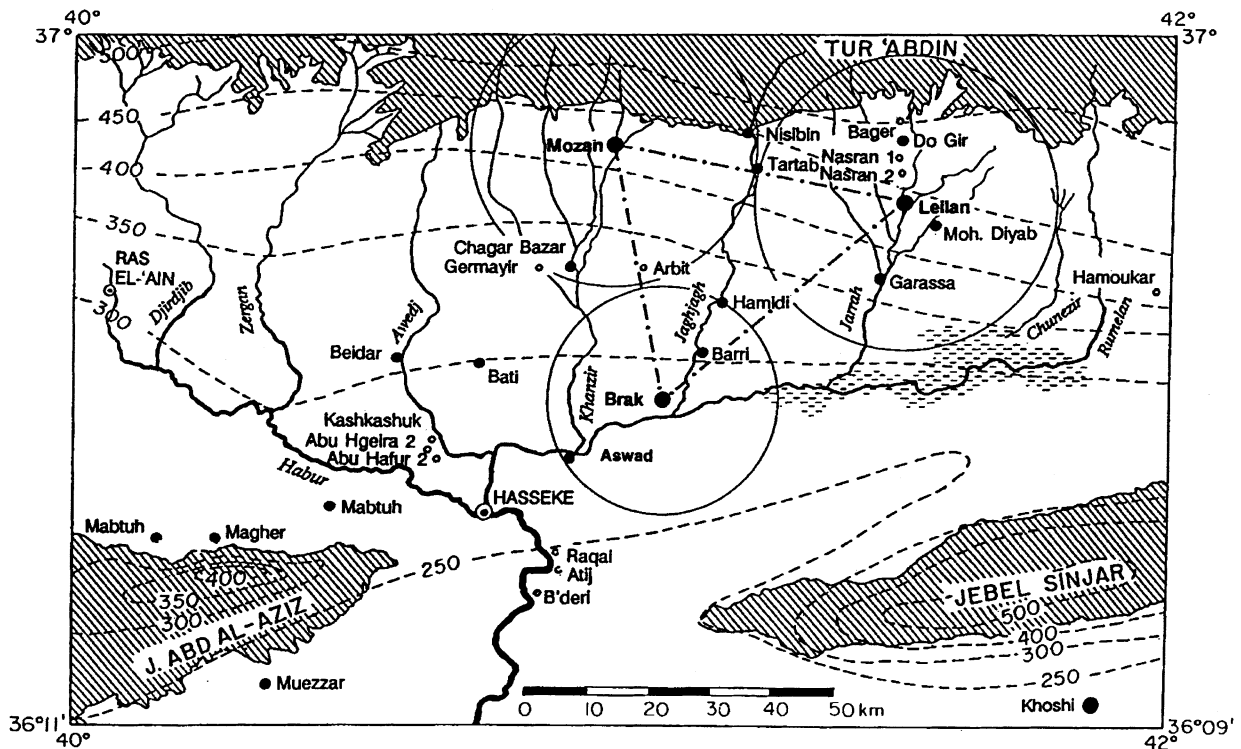 40°
42°
37°
37°
TUR 'ABDIN
500
450
400
350
300
Mozan
Nisibin
Tartab
Bager
Do Gir
Nasran 1
Nasran 2
Leilan
Moh. Diyab
Chagar Bazar
Germayir
Arbit
Garassa
Hamoukar
RAS
EL-'AIN
Djirdjib
Zergan
Awedj
Khanzir
Jaghjagh
Jarrah
Chunezir
Rumelan
Hamidi
Barri
Beidar
Bati
Brak
Kashkashuk
Abu Hgeira 2
Abu Hafur 2
Aswad
Habur
HASSEKE
Mabtuh
Mabtuh
Magher
250
Raqai
Atij
B'deri
400
350
300
J. ABD AL-AZIZ
JEBEL SINJAR
500
400
300
250
Muezzar
Khoshi
0 10 20 30 40 50 km
36°11'
40°
36°09'
42°